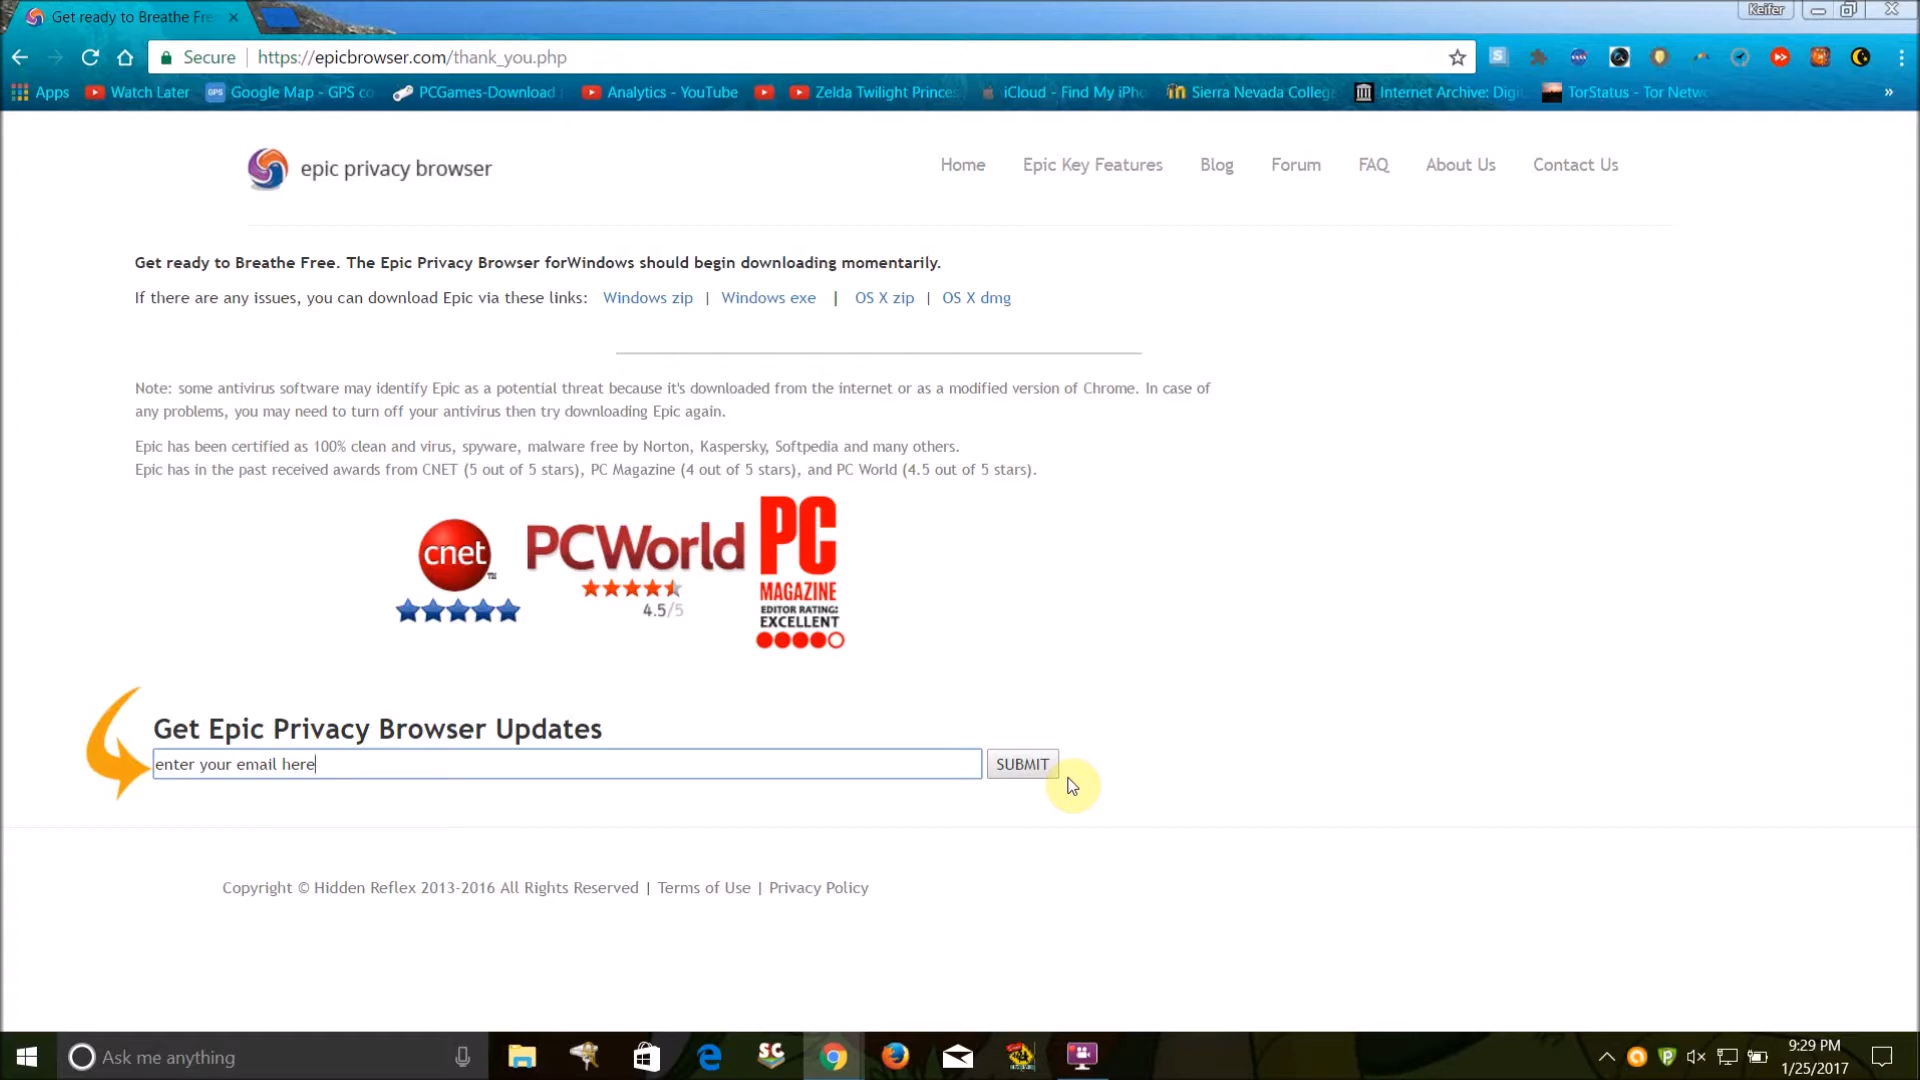 Get ready to Breathe Fre
Keifer
Secure
https://epicbrowser.com/thank_you.php
Apps
Watch Later
GPS
Google Map - GPS co
PCGames-Download
Analytics - YouTube
Zelda Twilight Princes
iCloud - Find My iPho
Sierra Nevada Colleg
Internet Archive: Digi
TorStatus - Tor Netwo
»
epic privacy browser
Home
Epic Key Features
Blog
Forum
FAQ
About Us
Contact Us
Get ready to Breathe Free. The Epic Privacy Browser forWindows should begin downloading momentarily.
If there are any issues, you can download Epic via these links: Windows zip | Windows exe | OS X zip | OS X dmg
Note: some antivirus software may identify Epic as a potential threat because it's downloaded from the internet or as a modified version of Chrome. In case of
any problems, you may need to turn off your antivirus then try downloading Epic again.
Epic has been certified as 100% clean and virus, spyware, malware free by Norton, Kaspersky, Softpedia and many others.
Epic has in the past received awards from CNET (5 out of 5 stars), PC Magazine (4 out of 5 stars), and PC World (4.5 out of 5 stars).
cnet
TM
PCWorld
4.5/5
PC
MAGAZINE
EDITOR RATING:
EXCELLENT
Get Epic Privacy Browser Updates
enter your email here
SUBMIT
Copyright © Hidden Reflex 2013-2016 All Rights Reserved | Terms of Use | Privacy Policy
Ask me anything
SC
9:29 PM
1/25/2017